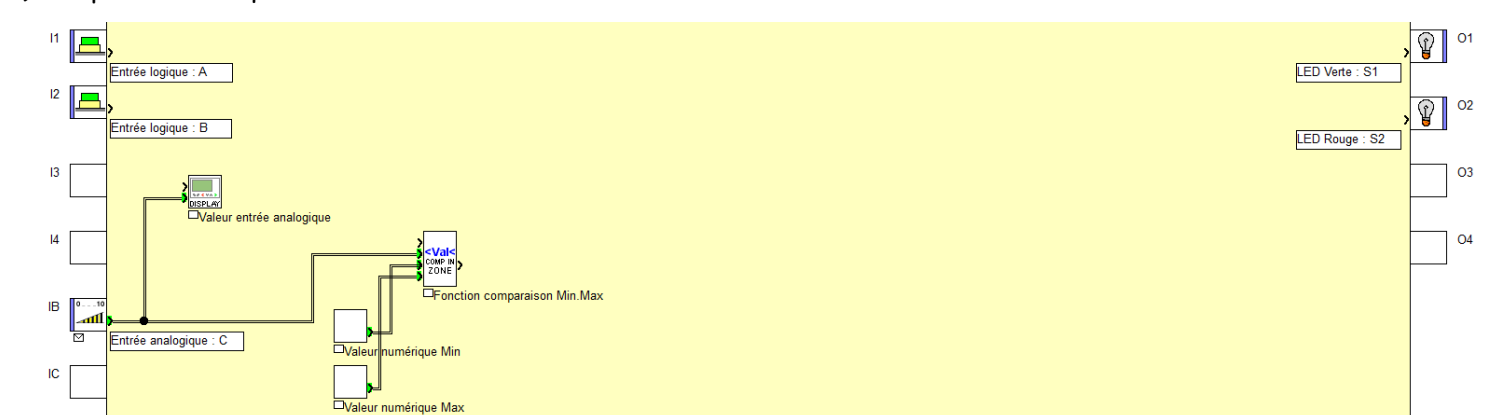 I1
Entrée logique : A
I2
Entrée logique : B
I3
DISPLAY
Valeur entrée analogique
I4
<Val<
COMP IN
ZONE
Fonction comparaison Min.Max
IB
0....10
Entrée analogique : C
Valeur numérique Min
IC
Valeur numérique Max
O1
LED Verte : S1
O2
LED Rouge : S2
O3
O4